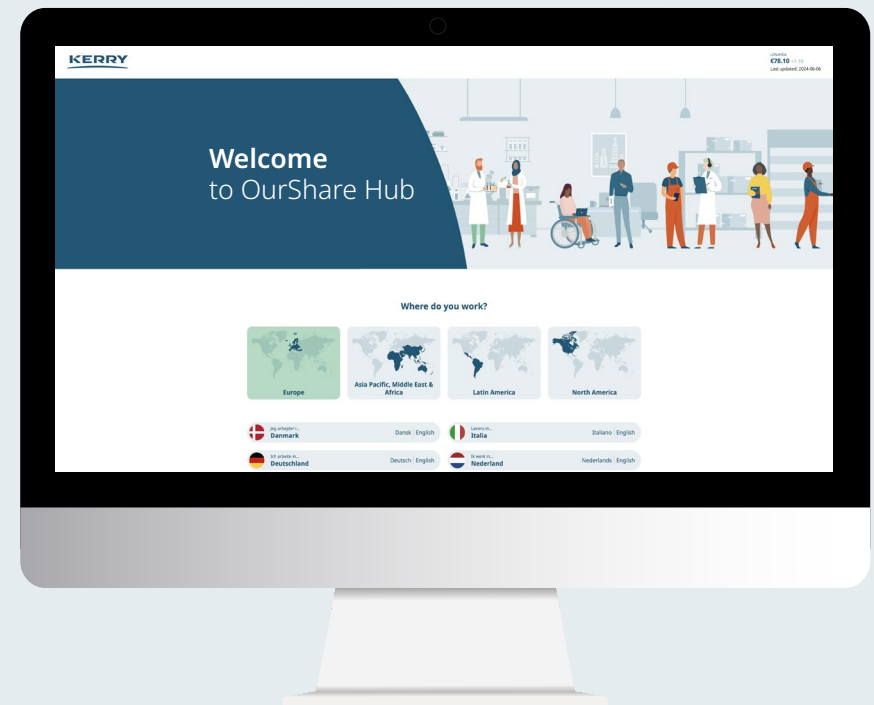 KERRY
€78.10
Last updated: 2024-06-06
Welcome
to OurShare Hub
Where do you work?
Europe
Asia Pacific, Middle East &
Africa
Latin America
North America
Jeg arbejder i...
Danmark
Dansk | English
Lavoro in...
Italia
Italiano | English
Ich arbeite in...
Deutschland
Deutsch | English
Ik werk in...
Nederland
Nederlands | English